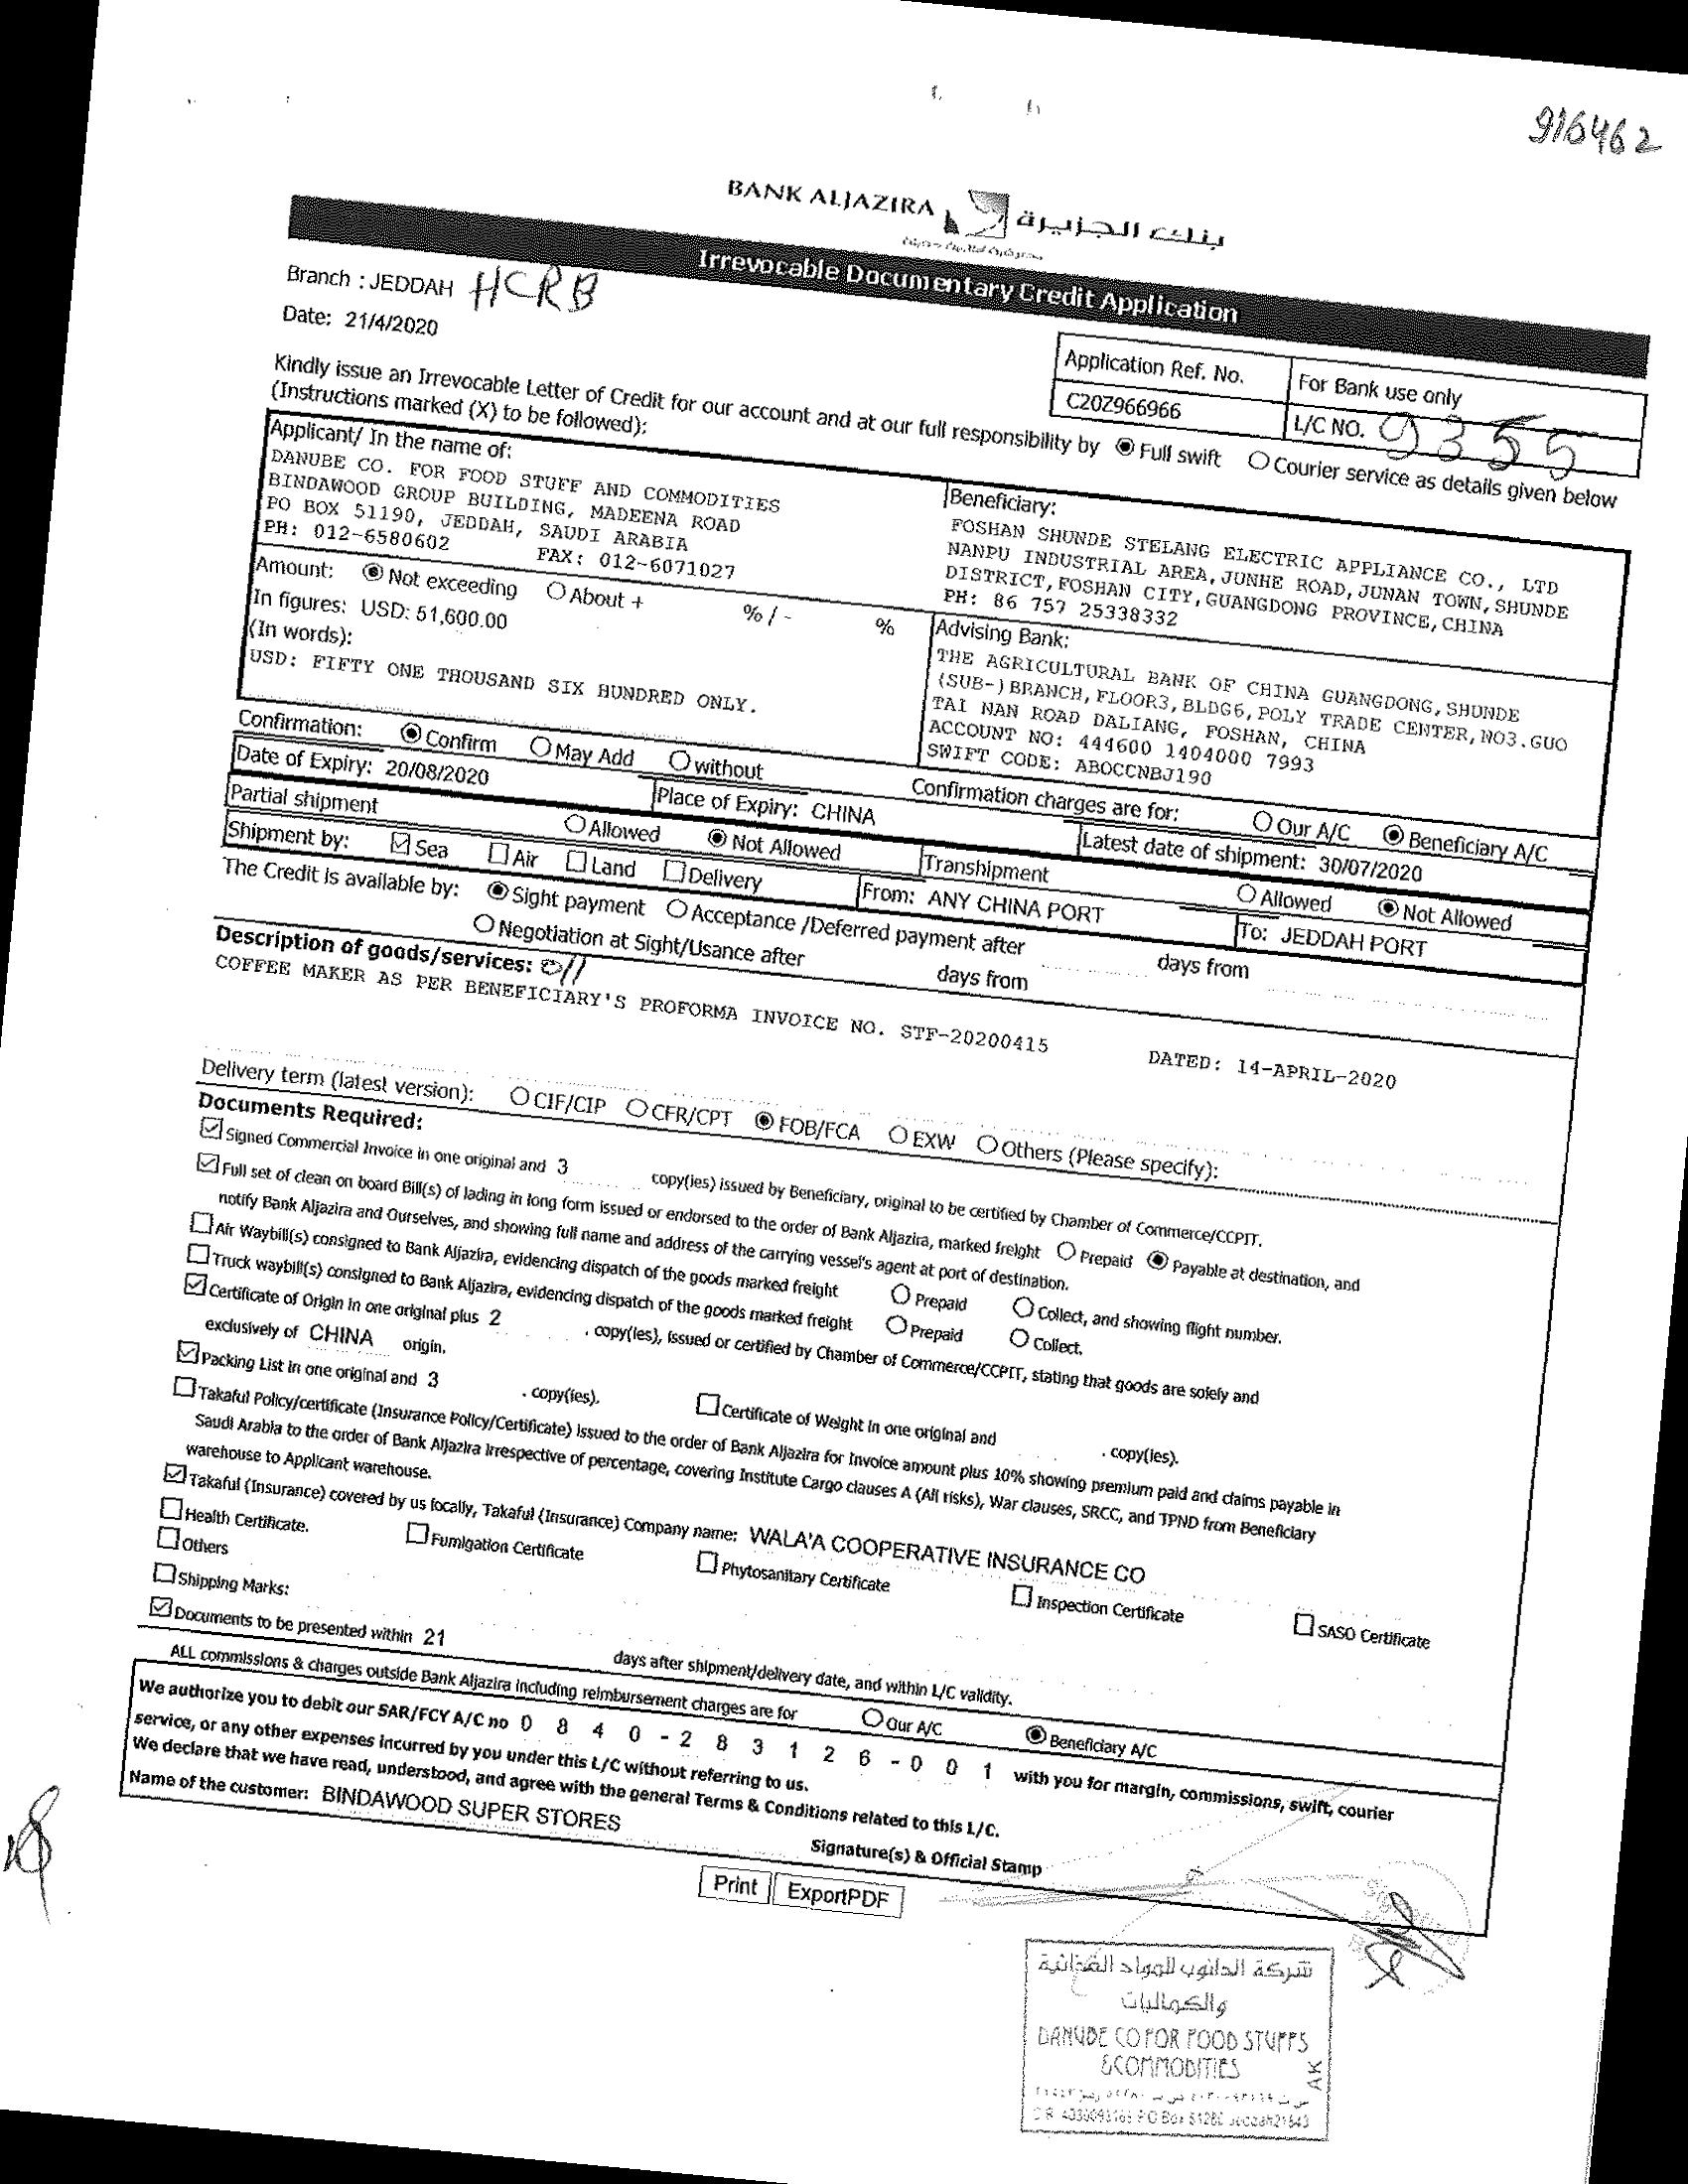 916462
BANK ALJAZIRA بنك الجزيرة
Irrevocable Documentary Credit Application
Branch : JEDDAH HCRB
Date: 21/4/2020
Application Ref. No. For Bank use only
C20Z966966 L/C NO. 9355
Kindly issue an Irrevocable Letter of Credit for our account and at our full responsibility by Full swift Courier service as details given below
(Instructions marked (X) to be followed);
Applicant/ In the name of:
DANUBE CO. FOR FOOD STUFF AND COMMODITIES
BINDAWOOD GROUP BUILDING, MADEENA ROAD
PO BOX 51190, JEDDAH, SAUDI ARABIA
PH: 012-6580602 FAX: 012-6071027
Beneficiary:
FOSHAN SHUNDE STELANG ELECTRIC APPLIANCE CO., LTD
NANPU INDUSTRIAL AREA,JUNHE ROAD,JUNAN TOWN,SHUNDE
DISTRICT,FOSHAN CITY,GUANGDONG PROVINCE,CHINA
PH: 86 757 25338332
Amount: Not exceeding About + % / - %
In figures: USD: 51,600.00
(In words):
USD: FIFTY ONE THOUSAND SIX HUNDRED ONLY.
Advising Bank:
THE AGRICULTURAL BANK OF CHINA GUANGDONG,SHUNDE
(SUB-)BRANCH,FLOOR3,BLDG6,POLY TRADE CENTER,NO3.GUO
TAI NAN ROAD DALIANG, FOSHAN, CHINA
ACCOUNT NO: 444600 1404000 7993
SWIFT CODE: ABOCCNBJ190
Confirmation: Confirm May Add without Confirmation charges are for: Our A/C Beneficiary A/C
Date of Expiry: 20/08/2020 Place of Expiry: CHINA Latest date of shipment: 30/07/2020
Partial shipment Allowed Not Allowed Transhipment Allowed Not Allowed
Shipment by: Sea Air Land Delivery From: ANY CHINA PORT To: JEDDAH PORT
The Credit is available by: Sight payment Acceptance /Deferred payment after days from
Negotiation at Sight/Usance after days from
Description of goods/services:
COFFEE MAKER AS PER BENEFICIARY'S PROFORMA INVOICE NO. STF-20200415 DATED: 14-APRIL-2020
Delivery term (latest version): CIF/CIP CFR/CPT FOB/FCA EXW Others (Please specify):
Documents Required:
Signed Commercial Invoice in one original and 3 copy(ies) issued by Beneficiary, original to be certified by Chamber of Commerce/CCPIT.
Full set of clean on board Bill(s) of lading in long form issued or endorsed to the order of Bank Aljazira, marked freight Prepaid Payable at destination, and
notify Bank Aljazira and Ourselves, and showing full name and address of the carrying vessel's agent at port of destination.
Air Waybill(s) consigned to Bank Aljazira, evidencing dispatch of the goods marked freight Prepaid Collect, and showing flight number.
Truck waybill(s) consigned to Bank Aljazira, evidencing dispatch of the goods marked freight Prepaid Collect.
Certificate of Origin in one original plus 2 . copy(ies), issued or certified by Chamber of Commerce/CCPIT, stating that goods are solely and
exclusively of CHINA origin.
Packing List in one original and 3 . copy(ies). Certificate of Weight in one original and . copy(ies).
Takaful Policy/certificate (Insurance Policy/Certificate) issued to the order of Bank Aljazira for Invoice amount plus 10% showing premium paid and claims payable in
Saudi Arabia to the order of Bank Aljazira irrespective of percentage, covering Institute Cargo clauses A (All risks), War clauses, SRCC, and TPND from Beneficiary
warehouse to Applicant warehouse.
Takaful (Insurance) covered by us locally, Takaful (Insurance) Company name: WALA'A COOPERATIVE INSURANCE CO
Health Certificate. Fumigation Certificate Phytosanitary Certificate Inspection Certificate SASO Certificate
Others
Shipping Marks:
Documents to be presented within 21 days after shipment/delivery date, and within L/C validity.
ALL commissions & charges outside Bank Aljazira including reimbursement charges are for Our A/C Beneficiary A/C
We authorize you to debit our SAR/FCY A/C no 0 8 4 0 - 2 8 3 1 2 6 - 0 0 1 with you for margin, commissions, swift, courier
service, or any other expenses incurred by you under this L/C without referring to us.
We declare that we have read, understood, and agree with the general Terms & Conditions related to this L/C.
Name of the customer: BINDAWOOD SUPER STORES
Signature(s) & Official Stamp
Print ExportPDF
شركة الدانوب للمواد الغذائية
والكماليات
DANUBE CO FOR FOOD STUFFS
&COMMODITIES
AK